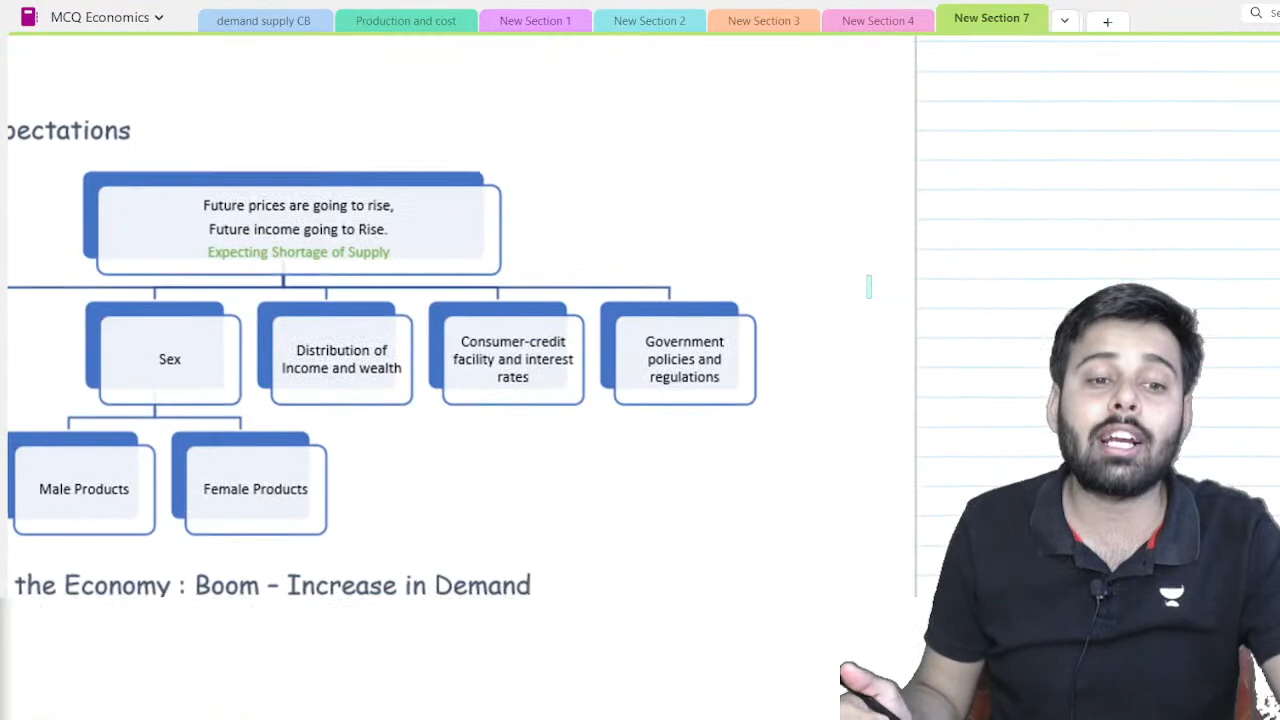 MCQ Economics
demand supply CB
Production and cost
New Section 1
New Section 2
New Section 3
New Section 4
New Section 7
pectations
Future prices are going to rise,
Future income going to Rise.
Expecting Shortage of Supply
Sex
Distribution of
Income and wealth
Consumer-credit
facility and interest
rates
Government
policies and
regulations
Male Products
Female Products
the Economy : Boom – Increase in Demand